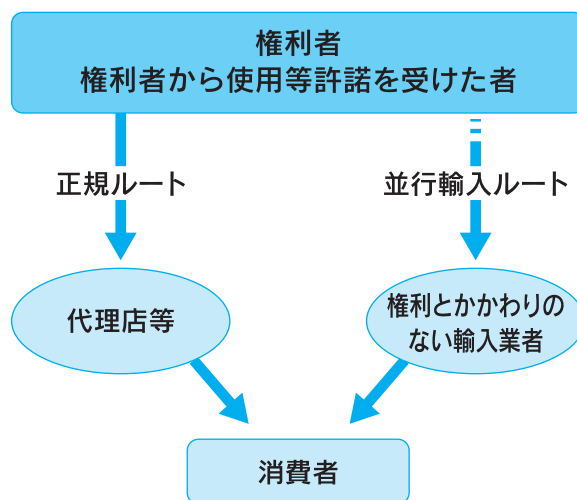 権利者
権利者から使用等許諾を受けた者
正規ルート
並行輸入ルート
代理店等
権利とかかわりの
ない輸入業者
消費者